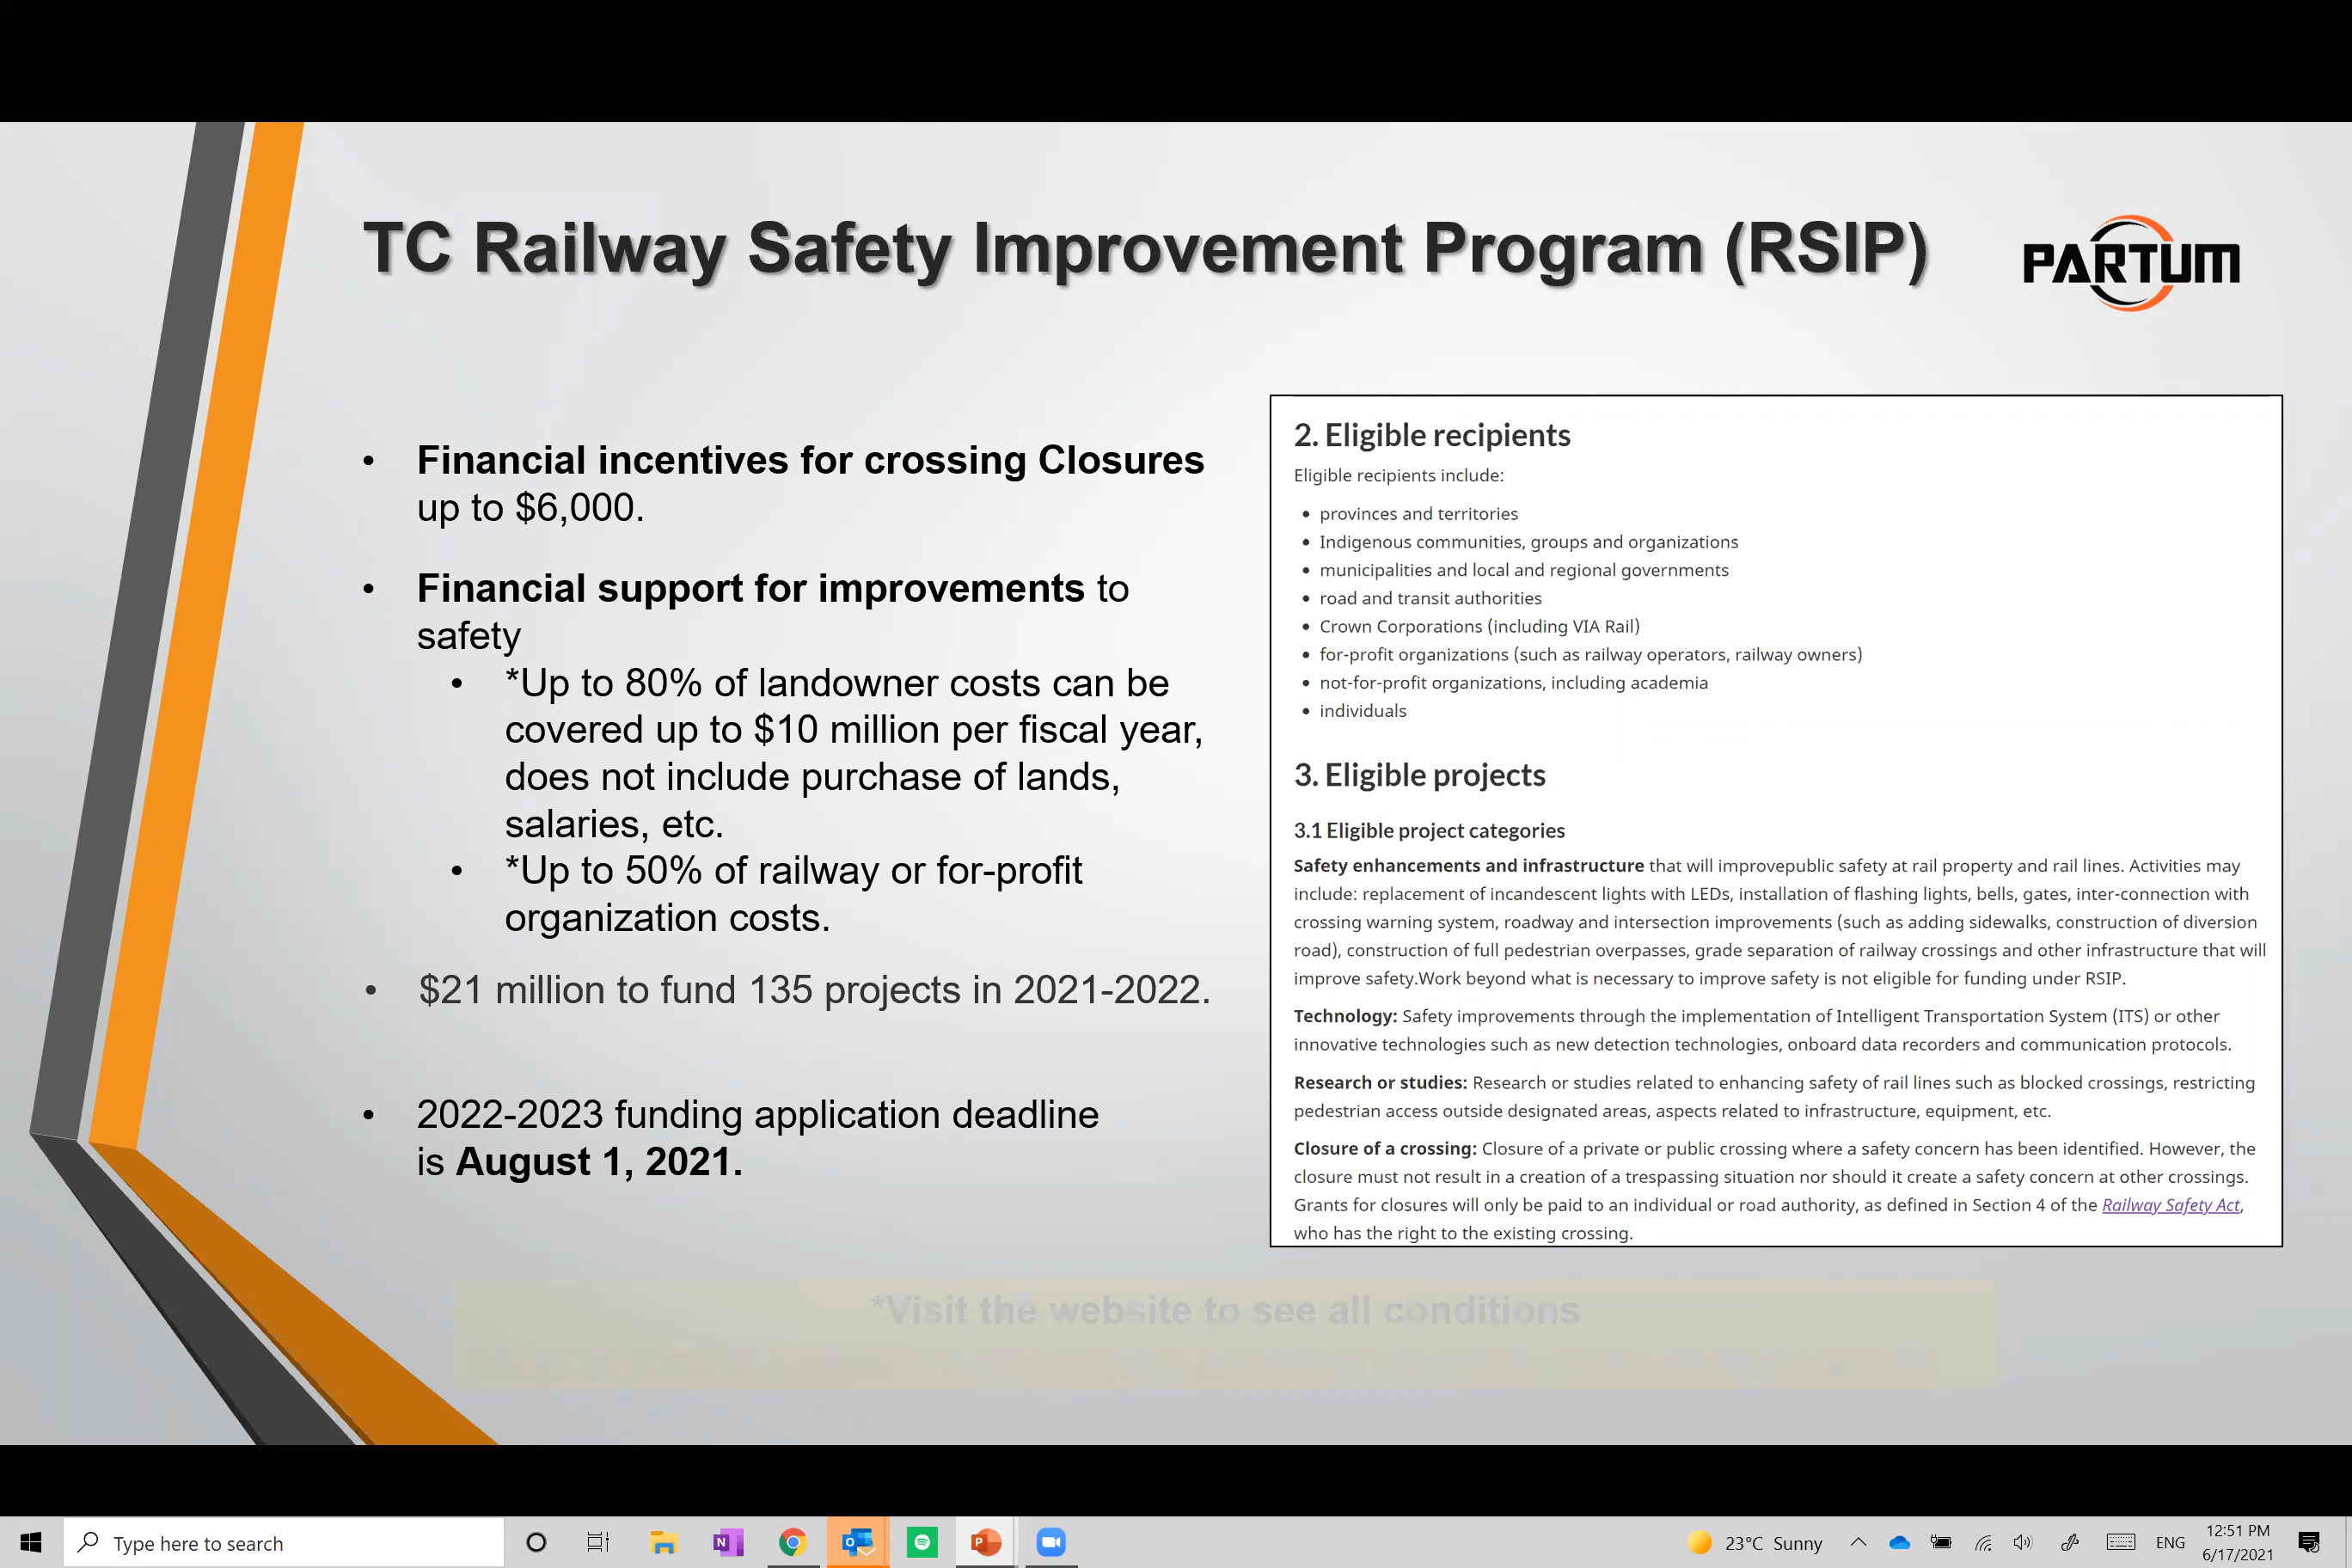 TC Railway Safety Improvement Program (RSIP)
PARTUM
• Financial incentives for crossing Closures
up to $6,000.
• Financial support for improvements to
safety
• *Up to 80% of landowner costs can be
covered up to $10 million per fiscal year,
does not include purchase of lands,
salaries, etc.
• *Up to 50% of railway or for-profit
organization costs.
• $21 million to fund 135 projects in 2021-2022.
• 2022-2023 funding application deadline
is August 1, 2021.
2. Eligible recipients
Eligible recipients include:
• provinces and territories
• Indigenous communities, groups and organizations
• municipalities and local and regional governments
• road and transit authorities
• Crown Corporations (including VIA Rail)
• for-profit organizations (such as railway operators, railway owners)
• not-for-profit organizations, including academia
• individuals
3. Eligible projects
3.1 Eligible project categories
Safety enhancements and infrastructure that will improvepublic safety at rail property and rail lines. Activities may
include: replacement of incandescent lights with LEDs, installation of flashing lights, bells, gates, inter-connection with
crossing warning system, roadway and intersection improvements (such as adding sidewalks, construction of diversion
road), construction of full pedestrian overpasses, grade separation of railway crossings and other infrastructure that will
improve safety.Work beyond what is necessary to improve safety is not eligible for funding under RSIP.
Technology: Safety improvements through the implementation of Intelligent Transportation System (ITS) or other
innovative technologies such as new detection technologies, onboard data recorders and communication protocols.
Research or studies: Research or studies related to enhancing safety of rail lines such as blocked crossings, restricting
pedestrian access outside designated areas, aspects related to infrastructure, equipment, etc.
Closure of a crossing: Closure of a private or public crossing where a safety concern has been identified. However, the
closure must not result in a creation of a trespassing situation nor should it create a safety concern at other crossings.
Grants for closures will only be paid to an individual or road authority, as defined in Section 4 of the Railway Safety Act,
who has the right to the existing crossing.
*Visit the website to see all conditions
Type here to search
23°C Sunny
ENG
12:51 PM
6/17/2021